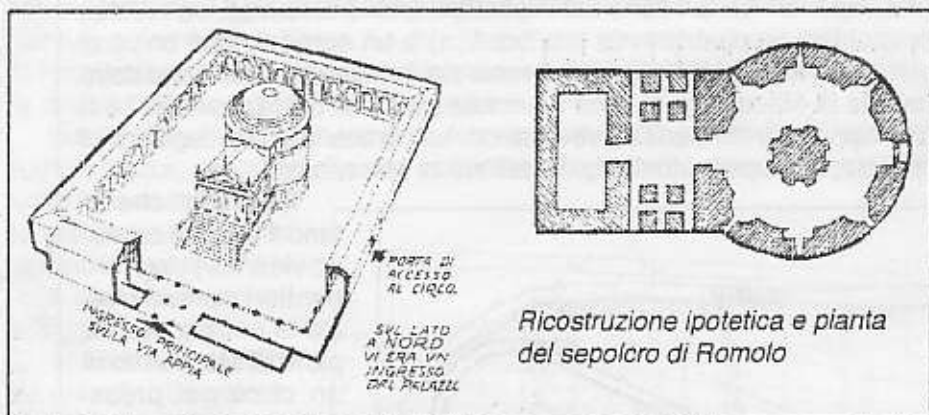 PORTA DI
ACCESSO
AL CIRCO.
INGRESSO PRINCIPALE
SULLA VIA APPIA
SUL LATO
A NORD
VI ERA UN
INGRESSO
DAL PALAZZO
Ricostruzione ipotetica e pianta
del sepolcro di Romolo